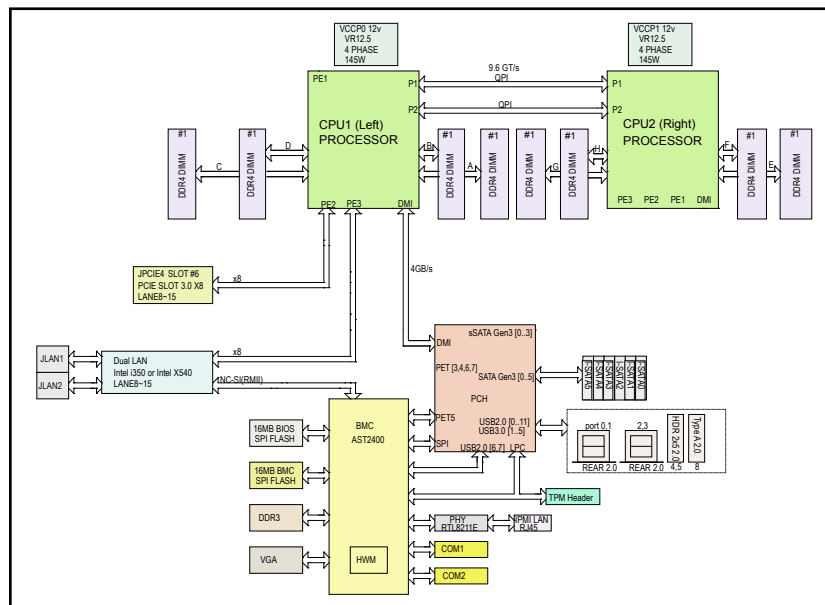 VCCP0 12v
VR12.5
4 PHASE
145W
VCCP1 12v
VR12.5
4 PHASE
145W
9.6 GT/s
QPI
QPI
PE1
P1
P2
CPU1 (Left)
PROCESSOR
PE2
PE3
DMI
P1
P2
CPU2 (Right)
PROCESSOR
PE3
PE2
PE1
DMI
#1
DDR4 DIMM
#1
DDR4 DIMM
#1
DDR4 DIMM
#1
DDR4 DIMM
#1
DDR4 DIMM
#1
DDR4 DIMM
#1
DDR4 DIMM
#1
DDR4 DIMM
C
D
B
A
G
H
F
E
4GB/s
JPCIE4 SLOT #6
PCIE SLOT 3.0 X8
LANE8~15
x8
JLAN1
JLAN2
Dual LAN
Intel i350 or Intel X540
LANE8~15
x8
NC-SI(RMII)
sSATA Gen3 [0..3]
DMI
PET [3,4,6,7]
SATA Gen3 [0..5]
PCH
PET5
USB2.0 [0..11]
USB3.0 [1..5]
SPI
USB2.0 [6,7]
LPC
I-SATA5
I-SATA4
I-SATA3
I-SATA2
I-SATA1
I-SATA0
port 0,1
REAR 2.0
2,3
REAR 2.0
HDR 2x5 2.0
4,5
Type A 2.0
8
BMC
AST2400
HWM
16MB BIOS
SPI FLASH
16MB BMC
SPI FLASH
DDR3
VGA
TPM Header
PHY
RTL8211E
IPMI LAN
RJ45
COM1
COM2